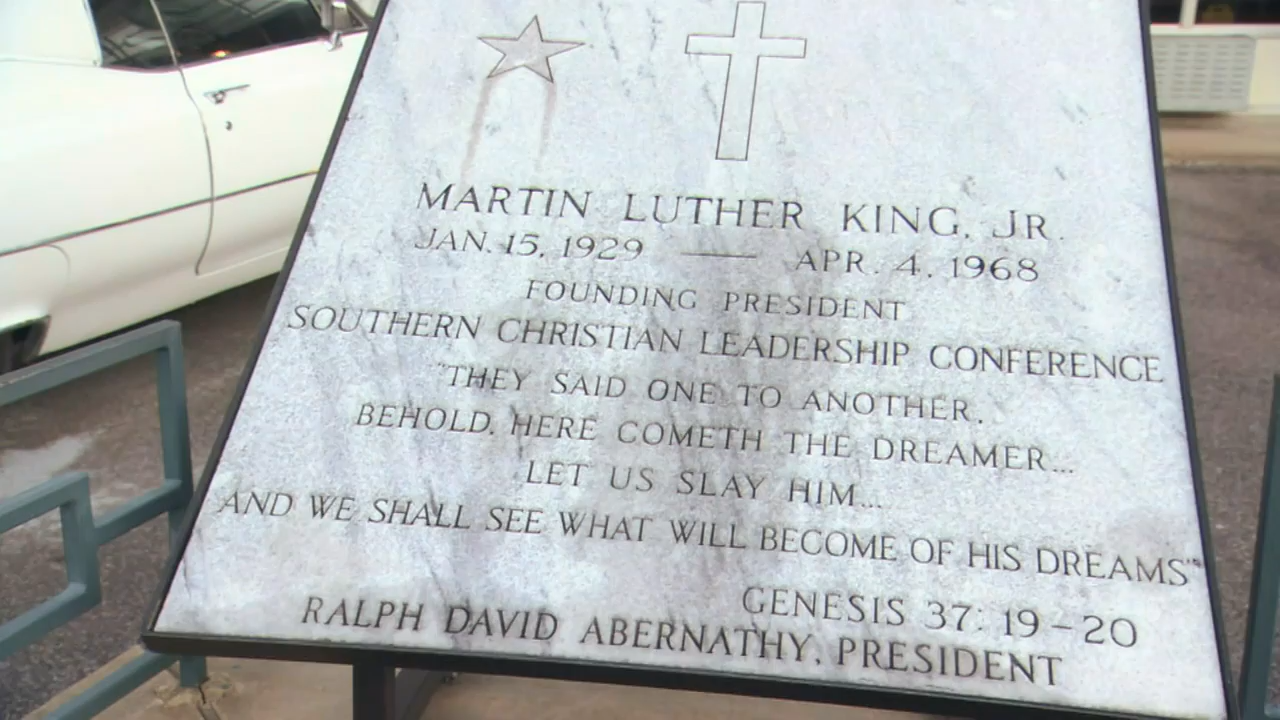 MARTIN LUTHER KING, JR.
JAN. 15, 1929 — APR. 4, 1968
FOUNDING PRESIDENT
SOUTHERN CHRISTIAN LEADERSHIP CONFERENCE
"THEY SAID ONE TO ANOTHER,
BEHOLD, HERE COMETH THE DREAMER...
LET US SLAY HIM...
AND WE SHALL SEE WHAT WILL BECOME OF HIS DREAMS"
GENESIS 37: 19-20
RALPH DAVID ABERNATHY, PRESIDENT